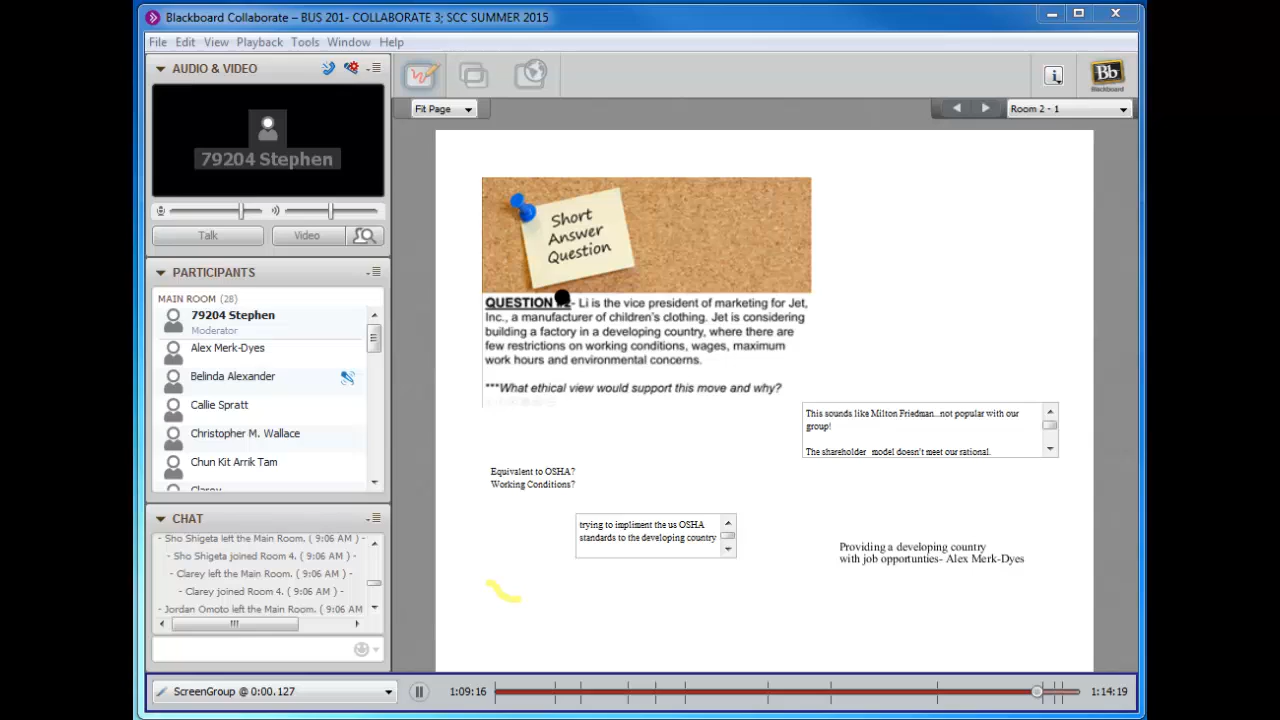 Blackboard Collaborate – BUS 201- COLLABORATE 3; SCC SUMMER 2015
File Edit View Playback Tools Window Help
AUDIO & VIDEO
79204 Stephen
Talk Video
PARTICIPANTS
MAIN ROOM (28)
79204 Stephen
Moderator
Alex Merk-Dyes
Belinda Alexander
Callie Spratt
Christopher M. Wallace
Chun Kit Arrik Tam
Clarey
CHAT
- Sho Shigeta left the Main Room. ( 9:06 AM )
- Sho Shigeta joined Room 4. ( 9:06 AM ) -
- Clarey left the Main Room. ( 9:06 AM ) -
- Clarey joined Room 4. ( 9:06 AM ) -
- Jordan Omoto left the Main Room. ( 9:06 AM
ScreenGroup @ 0:00.127
Fit Page
Room 2 - 1
Bb
Blackboard
Short
Answer
Question
QUESTION - Li is the vice president of marketing for Jet,
Inc., a manufacturer of children's clothing. Jet is considering
building a factory in a developing country, where there are
few restrictions on working conditions, wages, maximum
work hours and environmental concerns.
***What ethical view would support this move and why?
This sounds like Milton Friedman...not popular with our
group!
The shareholder model doesn't meet our rational.
Equivalent to OSHA?
Working Conditions?
trying to impliment the us OSHA
standards to the developing country
Providing a developing country
with job opportunties- Alex Merk-Dyes
1:09:16
1:14:19